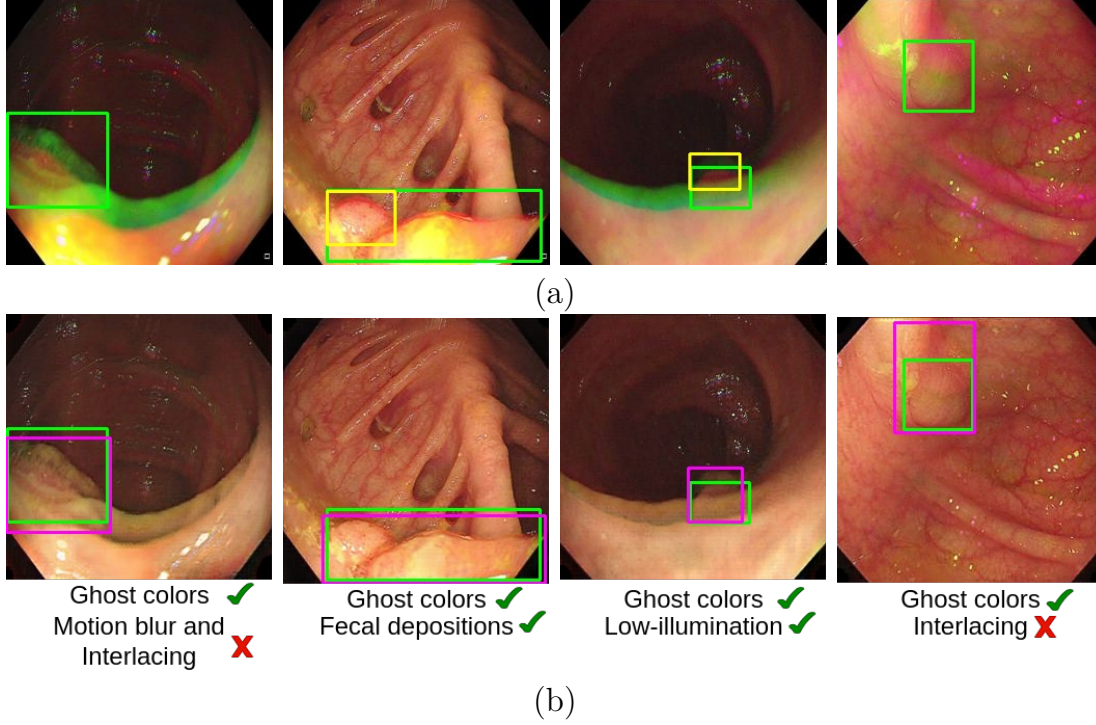 (a)
Ghost colors ✔
Motion blur and
Interlacing ✘
Ghost colors ✔
Fecal depositions ✔
Ghost colors ✔
Low-illumination ✔
Ghost colors ✔
Interlacing ✘
(b)